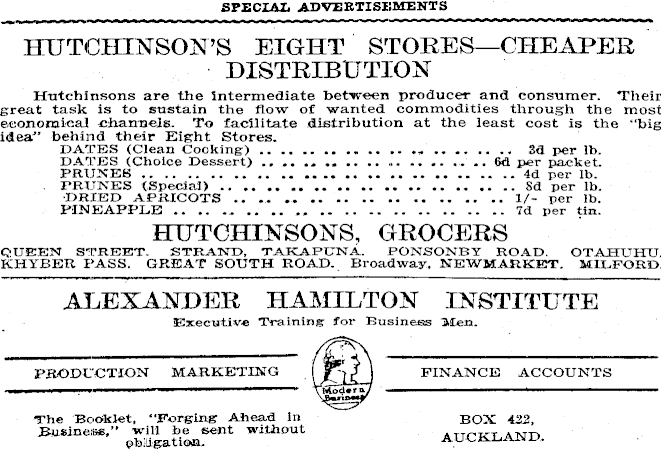 SPECIAL ADVERTISEMENTS
HUTCHINSON'S EIGHT STORES—CHEAPER
DISTRIBUTION
Hutchinsons are the intermediate between producer and consumer. Their
great task is to sustain the flow of wanted commodities through the most
economical channels. To facilitate distribution at the least cost is the "big
idea" behind their Eight Stores.
DATES (Clean Cooking) .. .. .. .. .. .. .. .. .. .. 3d per lb.
DATES (Choice Dessert) .. .. .. .. .. .. .. .. .. 6d per packet.
PRUNES .. .. .. .. .. .. .. .. .. .. .. .. .. .. 4d per lb.
PRUNES (Special) .. .. .. .. .. .. .. .. .. .. .. 8d per lb.
DRIED APRICOTS .. .. .. .. .. .. .. .. .. .. .. 1/- per lb.
PINEAPPLE .. .. .. .. .. .. .. .. .. .. .. .. 7d per tin.
HUTCHINSONS, GROCERS
QUEEN STREET. STRAND, TAKAPUNA. PONSONBY ROAD. OTAHUHU.
KHYBER PASS. GREAT SOUTH ROAD. Broadway, NEWMARKET. MILFORD.
ALEXANDER HAMILTON INSTITUTE
Executive Training for Business Men.
PRODUCTION MARKETING
Modern
Business
FINANCE ACCOUNTS
The Booklet, "Forging Ahead in
Business," will be sent without
obligation.
BOX 422,
AUCKLAND.